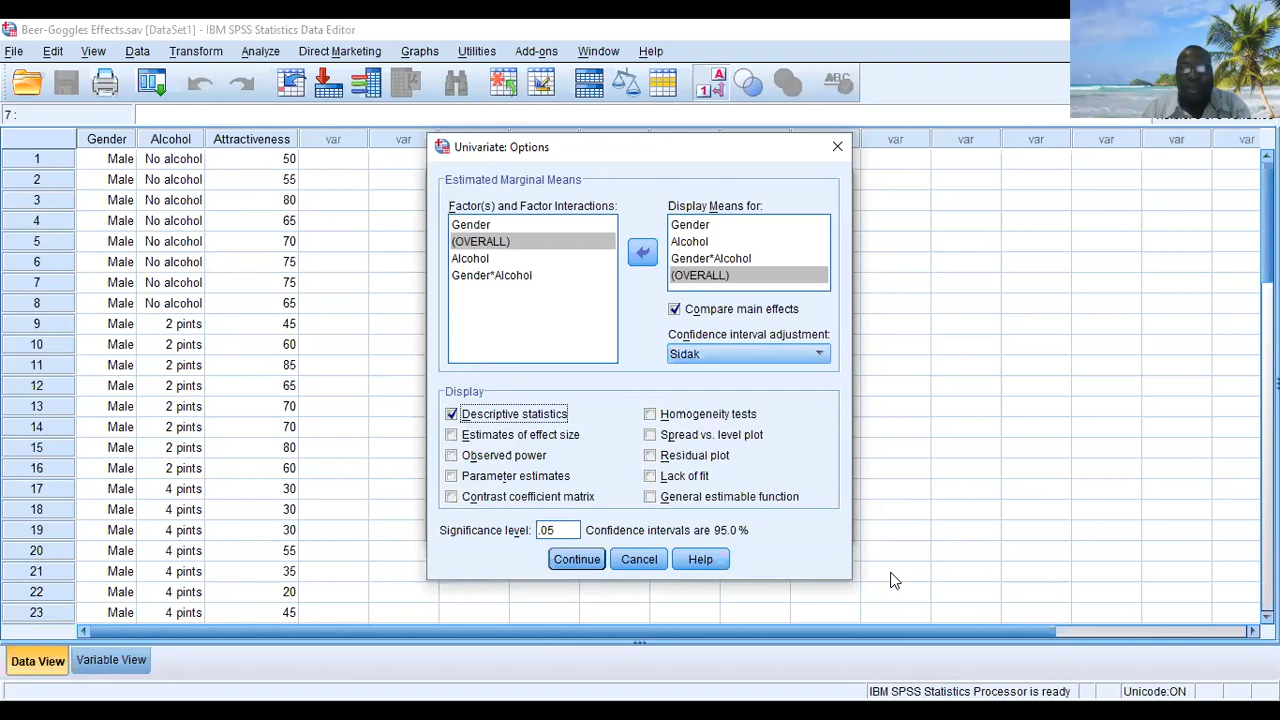 Beer-Goggles Effects.sav [DataSet1] - IBM SPSS Statistics Data Editor
File Edit View Data Transform Analyze Direct Marketing Graphs Utilities Add-ons Window Help
7 :
Gender Alcohol Attractiveness var var var var var var
1 Male No alcohol 50
2 Male No alcohol 55
3 Male No alcohol 80
4 Male No alcohol 65
5 Male No alcohol 70
6 Male No alcohol 75
7 Male No alcohol 75
8 Male No alcohol 65
9 Male 2 pints 45
10 Male 2 pints 60
11 Male 2 pints 85
12 Male 2 pints 65
13 Male 2 pints 70
14 Male 2 pints 70
15 Male 2 pints 80
16 Male 2 pints 60
17 Male 4 pints 30
18 Male 4 pints 30
19 Male 4 pints 30
20 Male 4 pints 55
21 Male 4 pints 35
22 Male 4 pints 20
23 Male 4 pints 45
Univariate: Options
Estimated Marginal Means
Factor(s) and Factor Interactions:
Gender
(OVERALL)
Alcohol
Gender*Alcohol
Display Means for:
Gender
Alcohol
Gender*Alcohol
(OVERALL)
Compare main effects
Confidence interval adjustment:
Sidak
Display
Descriptive statistics
Estimates of effect size
Observed power
Parameter estimates
Contrast coefficient matrix
Homogeneity tests
Spread vs. level plot
Residual plot
Lack of fit
General estimable function
Significance level: .05 Confidence intervals are 95.0 %
Continue Cancel Help
Data View Variable View
IBM SPSS Statistics Processor is ready Unicode:ON